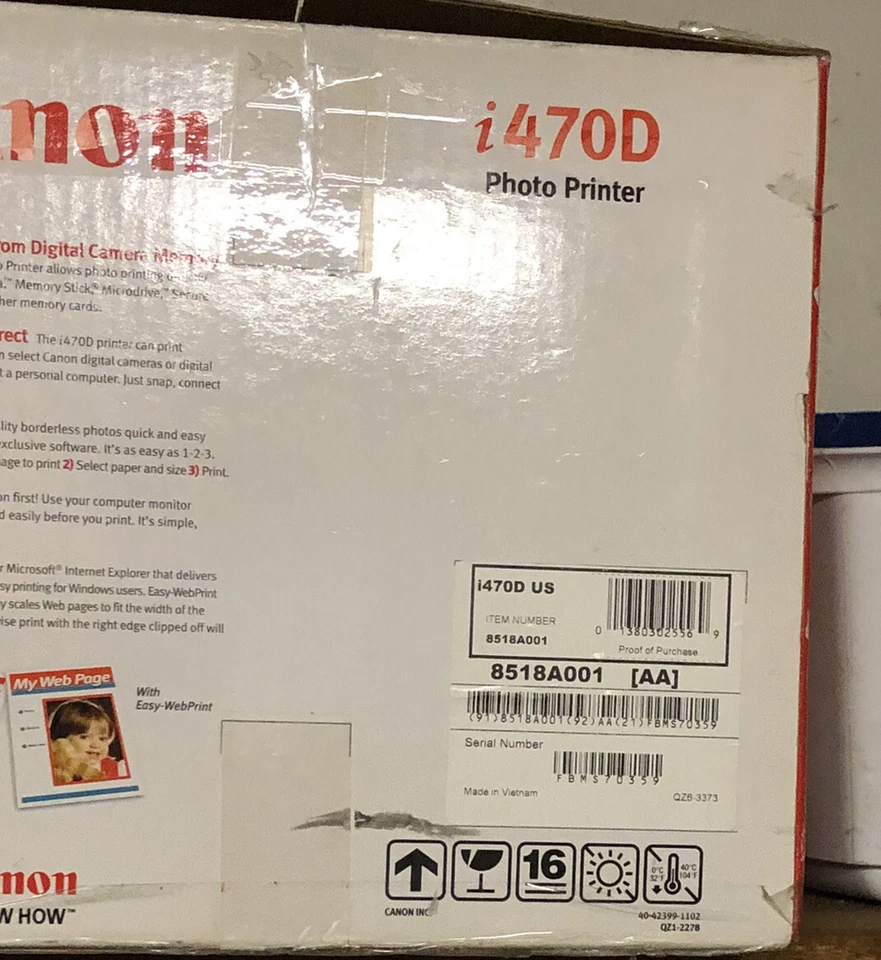 non
i470D
Photo Printer
om Digital Camera
Printer allows photo printing
Memory Stick,® Microdrive,™ Secure
her memory cards.
rect The i470D printer can print
n select Canon digital cameras or digital
t a personal computer. Just snap, connect
lity borderless photos quick and easy
xclusive software. It's as easy as 1-2-3.
age to print 2) Select paper and size 3) Print.
on first! Use your computer monitor
d easily before you print. It's simple,
r Microsoft® Internet Explorer that delivers
sy printing for Windows users. Easy-WebPrint
y scales Web pages to fit the width of the
ise print with the right edge clipped off will
My Web Page
With
Easy-WebPrint
non
W HOW™
i470D US
ITEM NUMBER
8518A001
0 1380302556 9
Proof of Purchase
8518A001 [AA]
(91)8518A001(92)AA(21)FBMS70359
Serial Number
FBMS70359
Made in Vietnam
QZ6-3373
16
0°C
32°F
40°C
104°F
CANON INC.
40-42399-1102
QZ1-2278